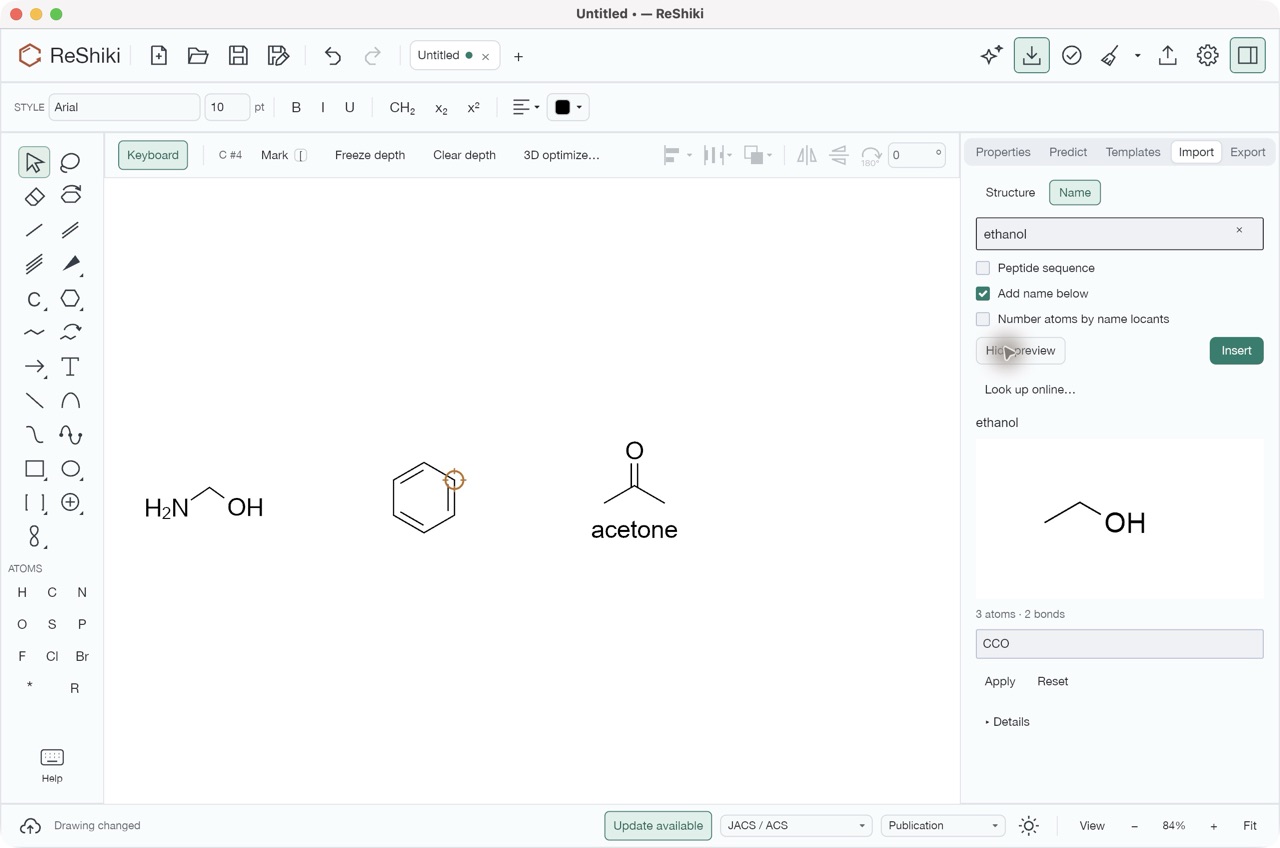 Untitled • — ReShiki
ReShiki
Untitled • ×
+
STYLE Arial 10 pt B I U CH₂ x₂ x²
Keyboard C #4 Mark [ Freeze depth Clear depth 3D optimize... 180° 0 °
Properties Predict Templates Import Export
Structure Name
ethanol ×
Peptide sequence
Add name below
Number atoms by name locants
Hide preview Insert
Look up online...
ethanol
OH
3 atoms · 2 bonds
CCO
Apply Reset
Details
C
T
[ ]
ATOMS
H C N
O S P
F Cl Br
* R
Help
H₂N OH
O
acetone
Drawing changed
Update available JACS / ACS Publication View − 84% + Fit